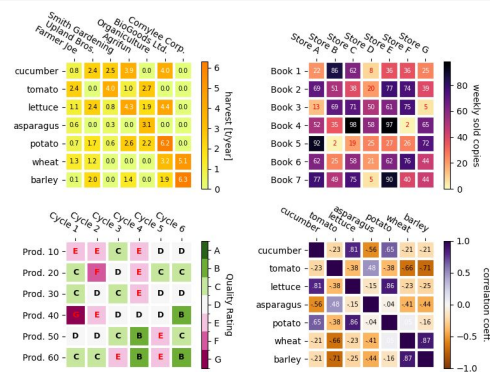 Farmer Joe
Upland Bros.
Smith Gardening
Agrifun
Organiculture
BioGoods Ltd.
Cornylee Corp.
cucumber 0.8 2.4 2.5 3.9 0.0 4.0 0.0
tomato 2.4 0.0 4.0 1.0 2.7 0.0 0.0
lettuce 1.1 2.4 0.8 4.3 1.9 4.4 0.0
asparagus 0.6 0.0 0.3 0.0 3.1 0.0 0.0
potato 0.7 1.7 0.6 2.6 2.2 6.2 0.0
wheat 1.3 1.2 0.0 0.0 0.0 3.2 5.1
barley 0.1 2.0 0.0 1.4 0.0 1.9 6.3
6
5
4
3
2
1
0
harvest [t/year]
Store A
Store B
Store C
Store D
Store E
Store F
Store G
Book 1 86 62 8 36 36 25
Book 2 69 51 38 20 77 74 39
Book 3 13 69 71 50 61 75 5
Book 4 52 35 98 58 97 2 65
Book 5 92 2 19 25 27 26 72
Book 6 62 25 21 62 76 44
Book 7 77 49 75 5 90 40 44
80
60
40
20
0
weekly sold copies
Cycle 1
Cycle 2
Cycle 3
Cycle 4
Cycle 5
Cycle 6
Prod. 10 E E C E D D
Prod. 20 C F D E C C
Prod. 30 C D C E D D
Prod. 40 G E D D D B
Prod. 50 D D C B E C
Prod. 60 C C E B E B
A
B
C
D
E
F
G
Quality Rating
cucumber
tomato
lettuce
asparagus
potato
wheat
barley
cucumber -.23 .81 -.56 .65 -.21 -.21
tomato -.23 -.38 .48 -.38 -.66 -.71
lettuce .81 -.38 -.15 .86 -.23 -.25
asparagus -.56 .48 -.15 -.04 -.41 -.44
potato .65 -.38 .86 -.04 -.16
wheat -.21 -.66 -.23 -.41 .87
barley -.21 -.71 -.25 -.44 -.16 .87
1.0
0.5
0.0
−0.5
−1.0
correlation coeff.